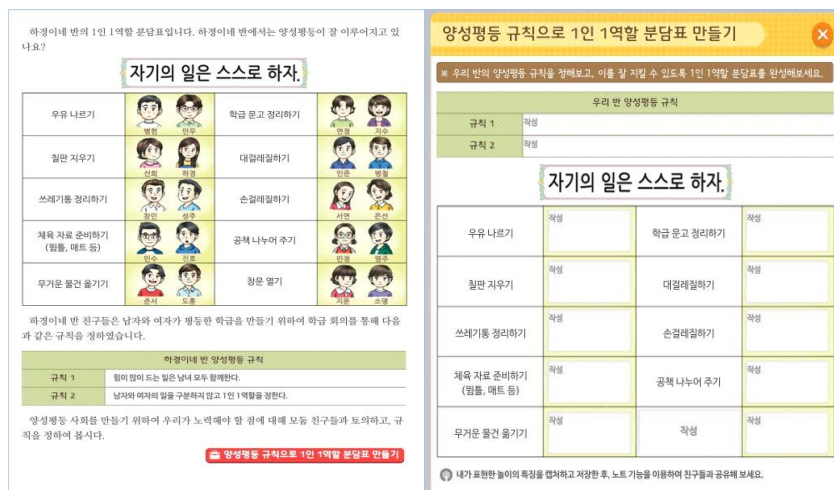 하경이네 반의 1인 1역할 분담표입니다. 하경이네 반에서는 양성평등이 잘 이루어지고 있
나요?
자기의 일은 스스로 하자.
우유 나르기
병현 민우
학급 문고 정리하기
연경 지수
칠판 지우기
신희 하경
대걸레질하기
민준 병철
쓰레기통 정리하기
창민 성주
손걸레질하기
서연 은선
체육 자료 준비하기
(뜀틀, 매트 등)
민수 진호
공책 나누어 주기
민정 영주
무거운 물건 옮기기
준서 도훈
창문 열기
지운 소명
하경이네 반 친구들은 남자와 여자가 평등한 학급을 만들기 위하여 학급 회의를 통해 다음
과 같은 규칙을 정하였습니다.
하경이네 반 양성평등 규칙
규칙 1 힘이 많이 드는 일은 남녀 모두 함께한다.
규칙 2 남자와 여자의 일을 구분하지 않고 1인 1역할을 정한다.
양성평등 사회를 만들기 위하여 우리가 노력해야 할 점에 대해 모둠 친구들과 토의하고, 규
칙을 정하여 봅시다.
양성평등 규칙으로 1인 1역할 분담표 만들기
양성평등 규칙으로 1인 1역할 분담표 만들기
※ 우리 반의 양성평등 규칙을 정해보고, 이를 잘 지킬 수 있도록 1인 1역할 분담표를 완성해보세요.
우리 반 양성평등 규칙
규칙 1 작성
규칙 2 작성
자기의 일은 스스로 하자.
우유 나르기 작성 학급 문고 정리하기 작성
칠판 지우기 작성 대걸레질하기 작성
쓰레기통 정리하기 작성 손걸레질하기 작성
체육 자료 준비하기
(뜀틀, 매트 등)
작성 공책 나누어 주기 작성
무거운 물건 옮기기 작성 작성 작성
내가 표현한 놀이의 특징을 캡처하고 저장한 후, 노트 기능을 이용하여 친구들과 공유해 보세요.